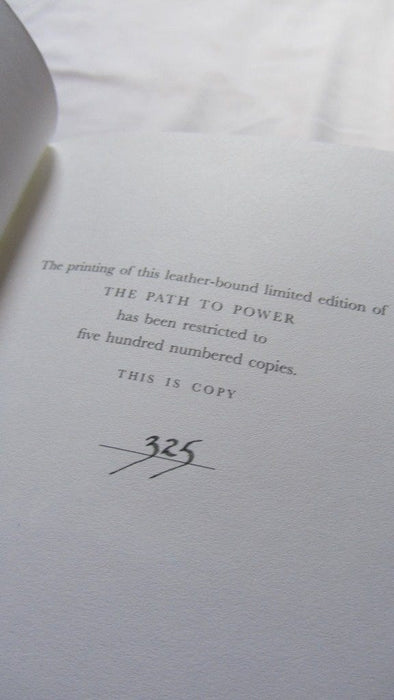 The printing of this leather-bound limited edition of
THE PATH TO POWER
has been restricted to
five hundred numbered copies.
THIS IS COPY
325